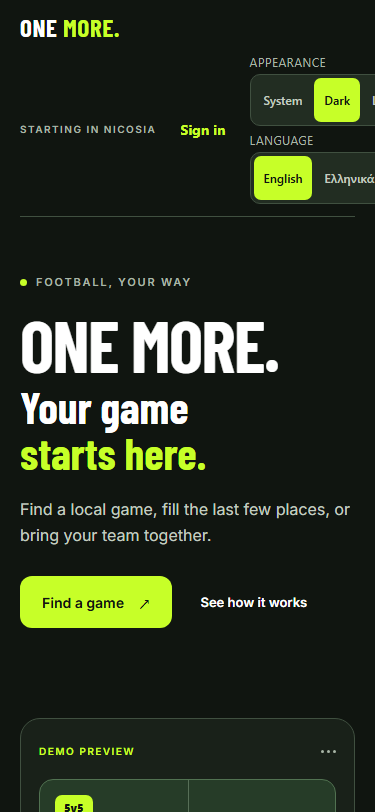 ONE MORE.
APPEARANCE
System Dark
STARTING IN NICOSIA Sign in
LANGUAGE
English Ελληνικά
FOOTBALL, YOUR WAY
ONE MORE.
Your game
starts here.
Find a local game, fill the last few places, or
bring your team together.
Find a game ↗ See how it works
DEMO PREVIEW
5v5